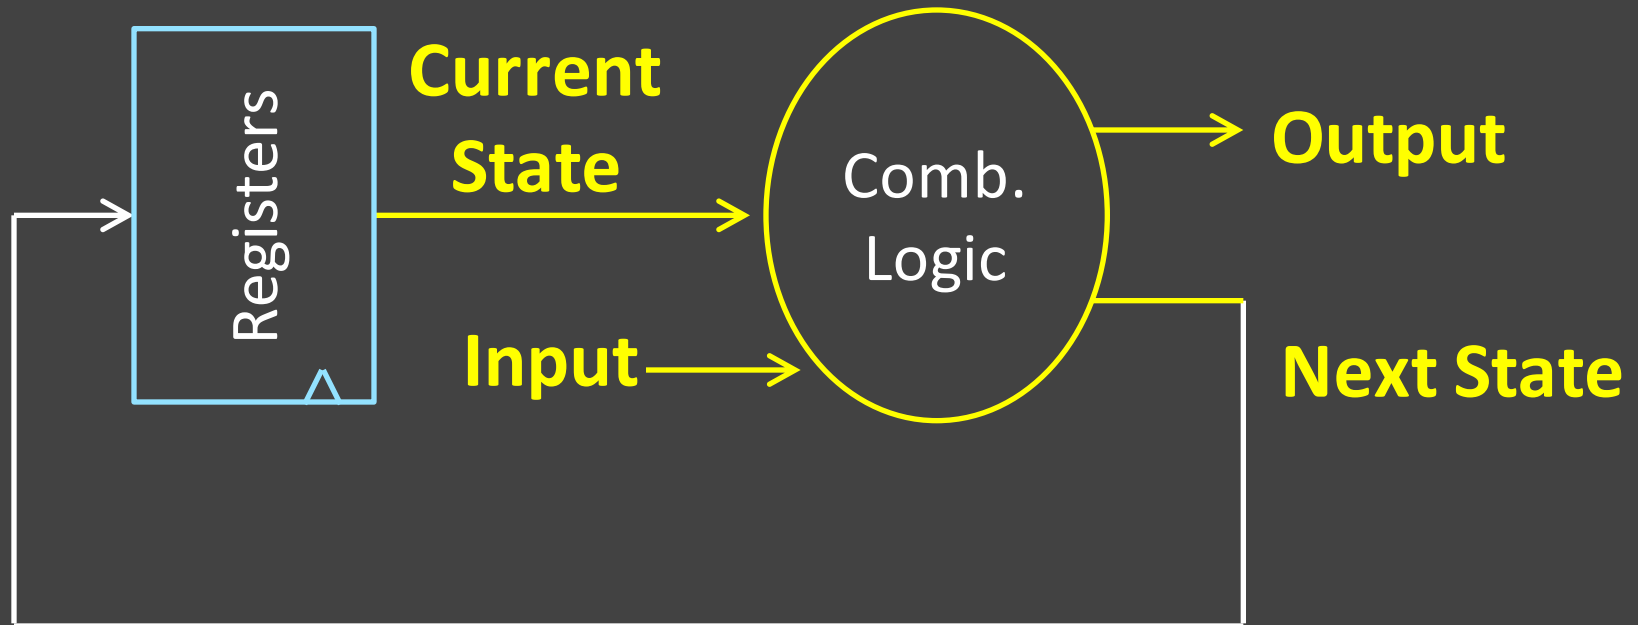 Registers
Current
State
Input
Comb.
Logic
Output
Next State